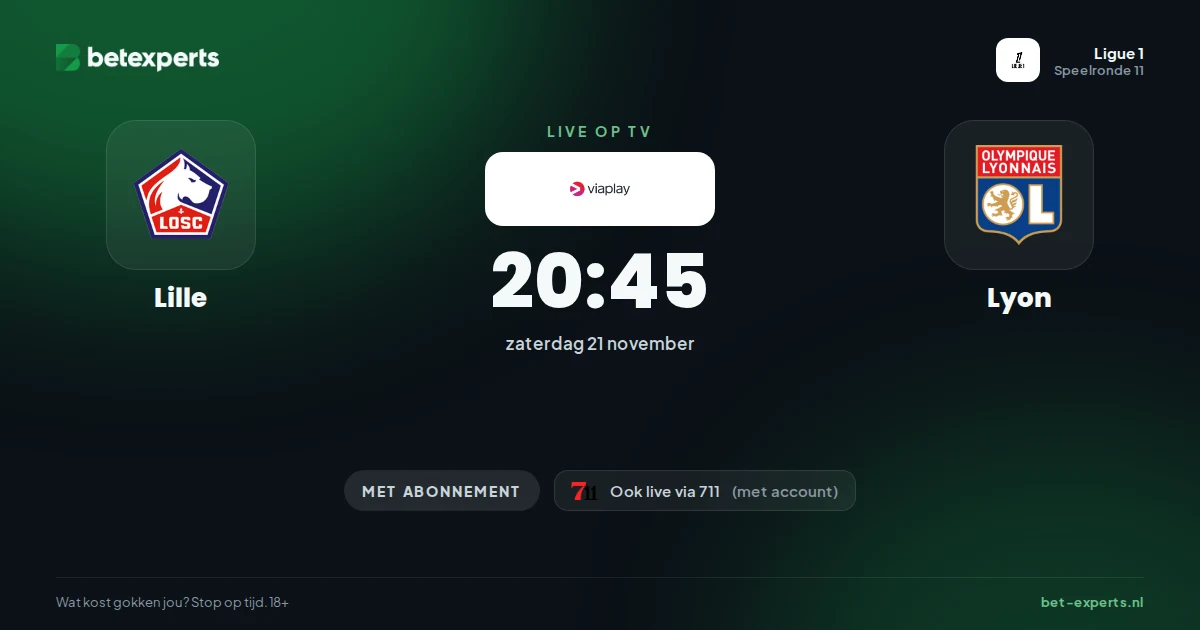 betexperts
Ligue 1
Speelronde 11
LIVE OP TV
viaplay
LOSC
OLYMPIQUE
LYONNAIS
OL
20:45
Lille
Lyon
zaterdag 21 november
MET ABONNEMENT
711
Ook live via 711 (met account)
Wat kost gokken jou? Stop op tijd. 18+
bet-experts.nl